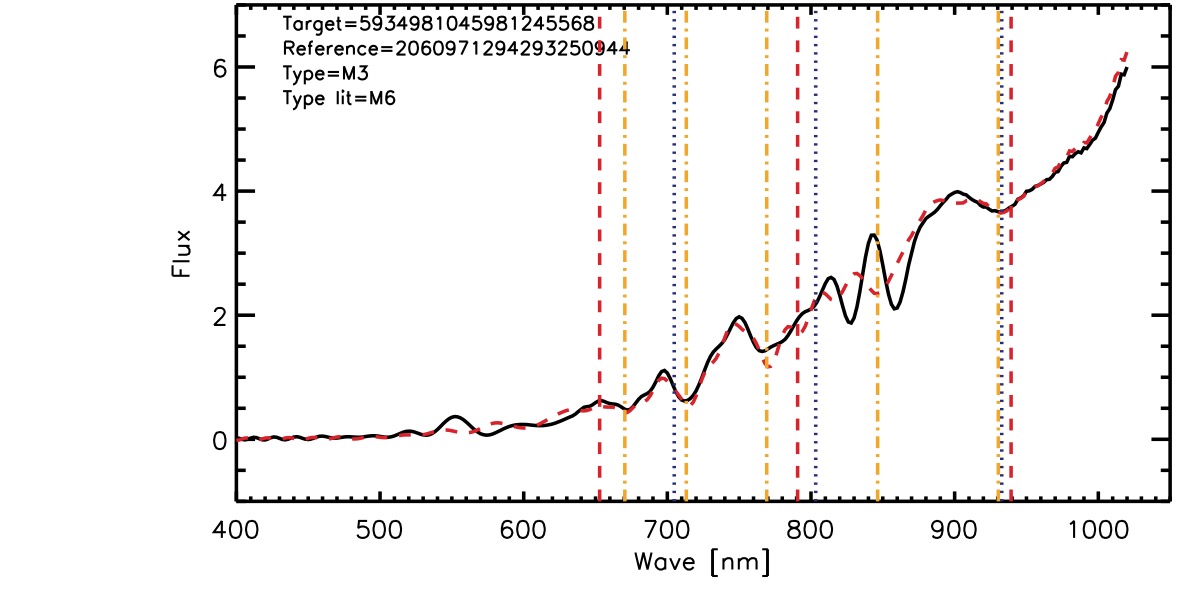 Target=5934981045981245568
Reference=2060971294293250944
Type=M3
Type lit=M6
6
4
2
0
Flux
400 500 600 700 800 900 1000
Wave [nm]